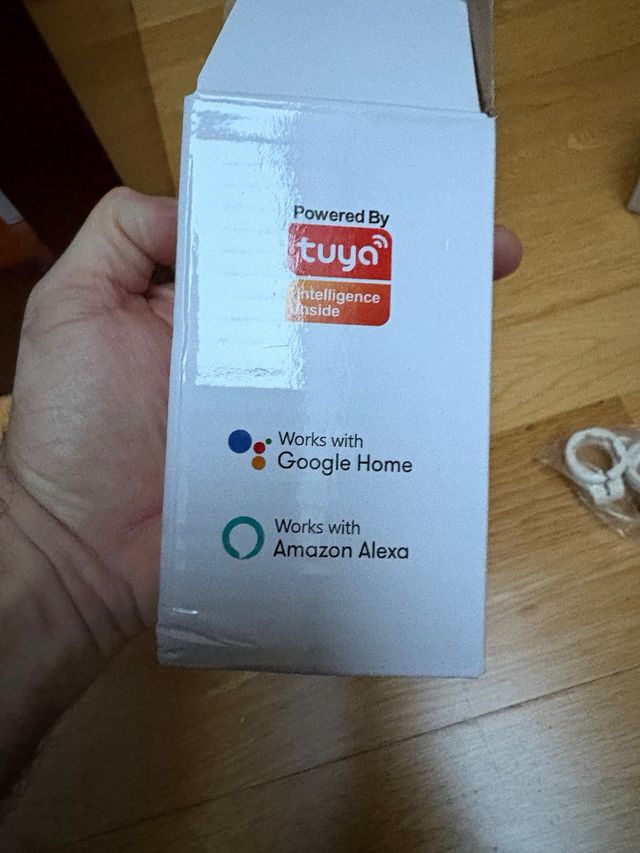 Powered By
tuya
intelligence
inside
Works with
Google Home
Works with
Amazon Alexa